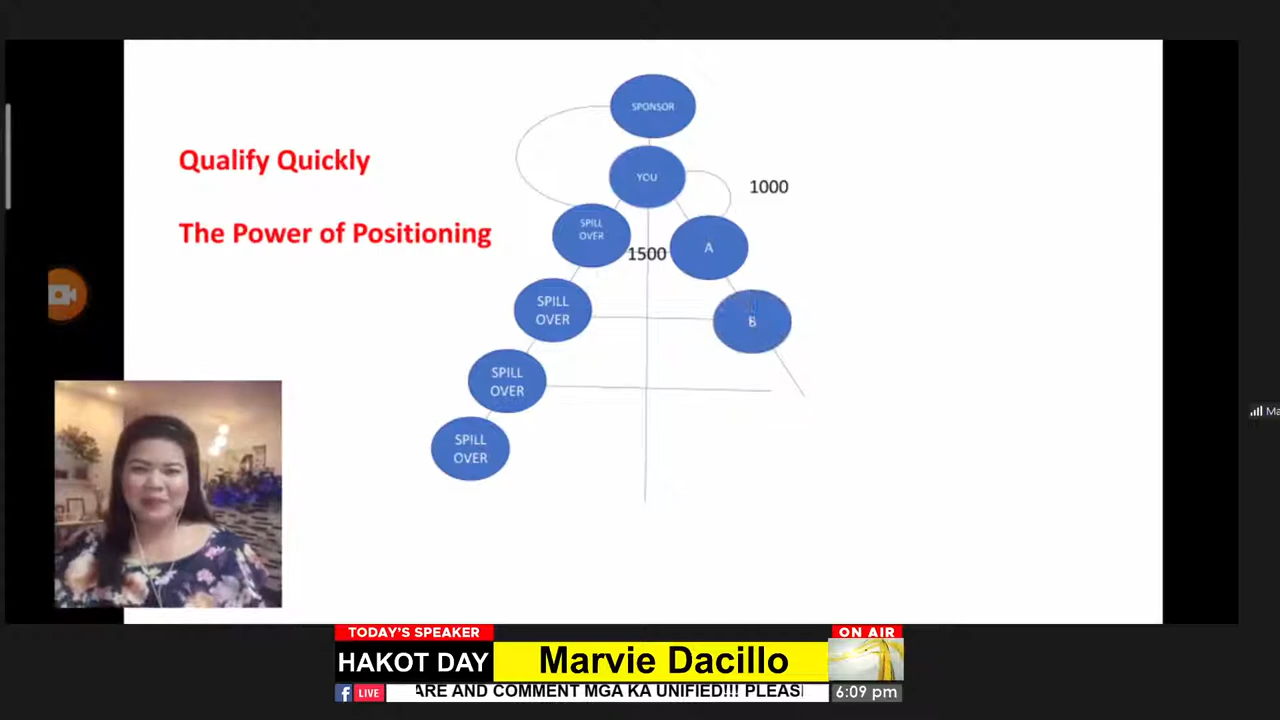 SPONSOR
Qualify Quickly
YOU
1000
The Power of Positioning
SPILL
OVER
A
1500
SPILL
OVER
B
SPILL
OVER
SPILL
OVER
Ma
TODAY'S SPEAKER
ON AIR
HAKOT DAY
Marvie Dacillo
LIVE
ARE AND COMMENT MGA KA UNIFIED!!! PLEAS
6:09 pm